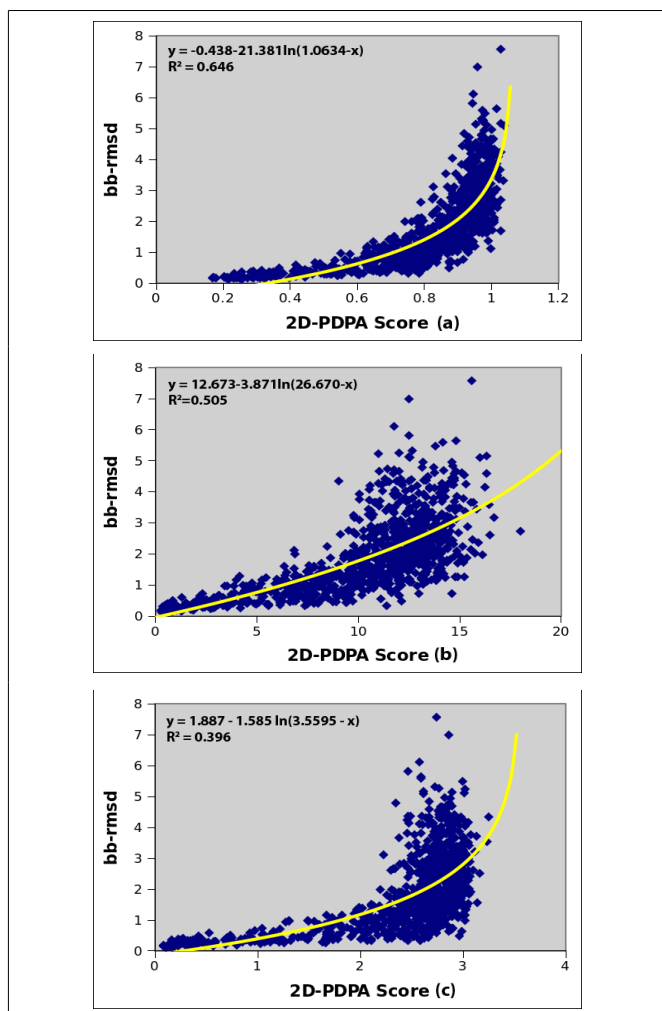 8
7
6
5
4
3
2
1
0
bb-rmsd
y = -0.438-21.381ln(1.0634-x)
R² = 0.646
0 0.2 0.4 0.6 0.8 1 1.2
2D-PDPA Score (a)
8
7
6
5
4
3
2
1
0
bb-rmsd
y = 12.673-3.871ln(26.670-x)
R²=0.505
0 5 10 15 20
2D-PDPA Score (b)
8
7
6
5
4
3
2
1
0
bb-rmsd
y = 1.887 - 1.585 ln(3.5595 - x)
R² = 0.396
0 1 2 3 4
2D-PDPA Score (c)